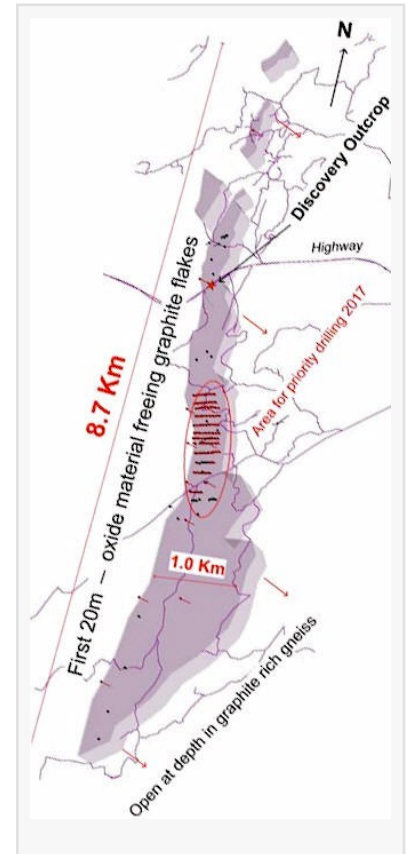 N
Discovery Outcrop
Highway
8.7 Km
First 20m – oxide material freeing graphite flakes
Area for priority drilling 2017
1.0 Km
Open at depth in graphite rich gneiss